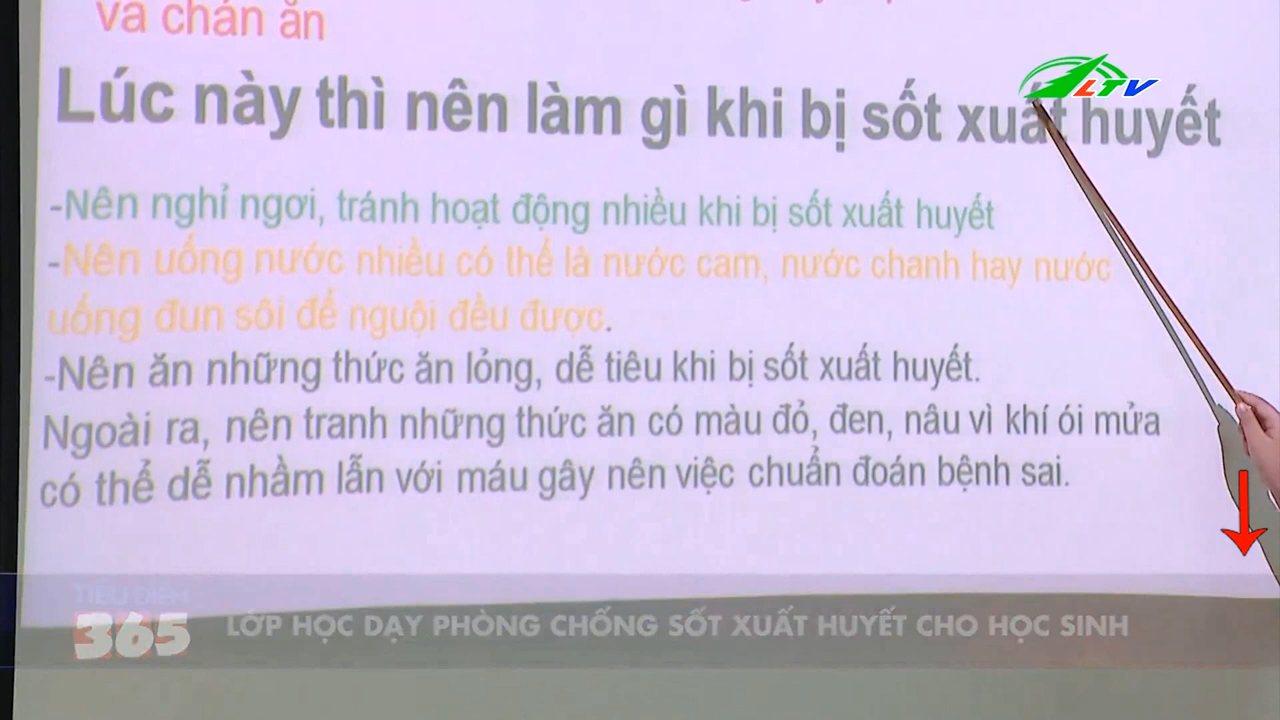 và chán ăn
LTV
Lúc này thì nên làm gì khi bị sốt xuất huyết
-Nên nghỉ ngơi, tránh hoạt động nhiều khi bị sốt xuất huyết
-Nên uống nước nhiều có thể là nước cam, nước chanh hay nước
uống đun sôi để nguội đều được.
-Nên ăn những thức ăn lỏng, dễ tiêu khi bị sốt xuất huyết.
Ngoài ra, nên tranh những thức ăn có màu đỏ, đen, nâu vì khí ói mửa
có thể dễ nhầm lẫn với máu gây nên việc chuẩn đoán bệnh sai.
TIÊU ĐIỂM
365
LỚP HỌC DẠY PHÒNG CHỐNG SỐT XUẤT HUYẾT CHO HỌC SINH